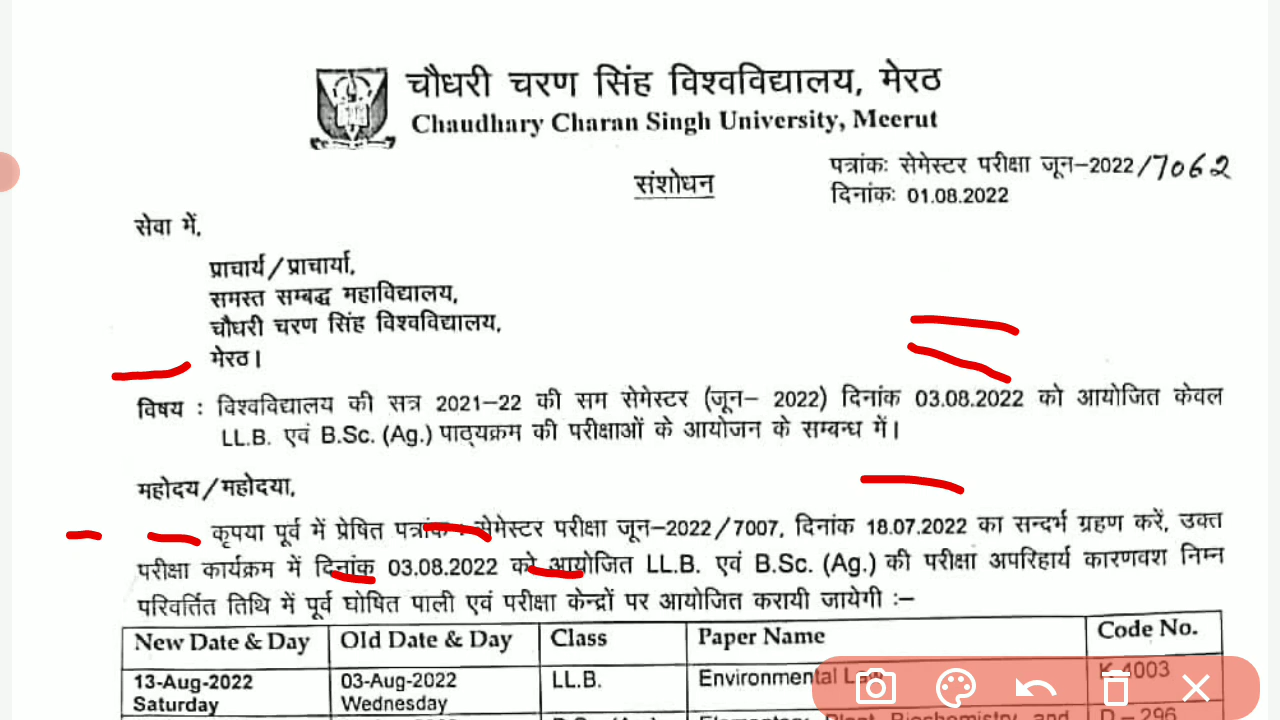 चौधरी चरण सिंह विश्वविद्यालय, मेरठ
Chaudhary Charan Singh University, Meerut
पत्रांकः सेमेस्टर परीक्षा जून–2022/7062
संशोधन
दिनांकः 01.08.2022
सेवा में,
प्राचार्य/प्राचार्या,
समस्त सम्बद्ध महाविद्यालय,
चौधरी चरण सिंह विश्वविद्यालय,
मेरठ।
विषय : विश्वविद्यालय की सत्र 2021–22 की सम सेमेस्टर (जून– 2022) दिनांक 03.08.2022 को आयोजित केवल
LL.B. एवं B.Sc. (Ag.) पाठ्यक्रम की परीक्षाओं के आयोजन के सम्बन्ध में।
महोदय/महोदया,
कृपया पूर्व में प्रेषित पत्रांक : सेमेस्टर परीक्षा जून–2022/7007, दिनांक 18.07.2022 का सन्दर्भ ग्रहण करें, उक्त
परीक्षा कार्यक्रम में दिनांक 03.08.2022 को आयोजित LL.B. एवं B.Sc. (Ag.) की परीक्षा अपरिहार्य कारणवश निम्न
परिवर्तित तिथि में पूर्व घोषित पाली एवं परीक्षा केन्द्रों पर आयोजित करायी जायेगी :–
New Date & Day Old Date & Day Class Paper Name Code No.
13-Aug-2022 03-Aug-2022 LL.B. Environmental Law K-4003
Saturday Wednesday
Plant Biochemistry and D – 296